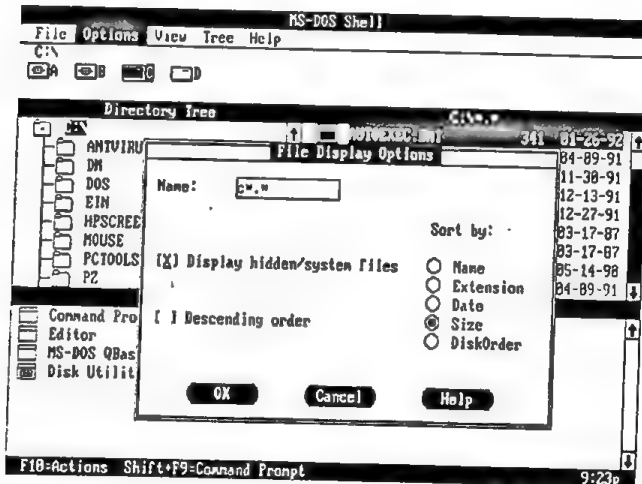 MS-DOS Shell
File Options View Tree Help
C:\
A B C D
Directory Tree
C:\*.*
AUTOEXEC.BAT 341 01-26-92
ANTVIRU 04-09-91
DM 11-30-91
DOS 12-13-91
EIN 12-27-91
HPSCREE 03-17-87
MOUSE 03-17-87
PCTOOLS 05-14-90
PZ 04-09-91
File Display Options
Name: c*.*
Sort by:
[X] Display hidden/system files
Name
Extension
Date
[ ] Descending order
Size
DiskOrder
OK Cancel Help
Command Pro
Editor
MS-DOS QBas
Disk Utilit
F10=Actions Shift+F9=Command Prompt 9:23p